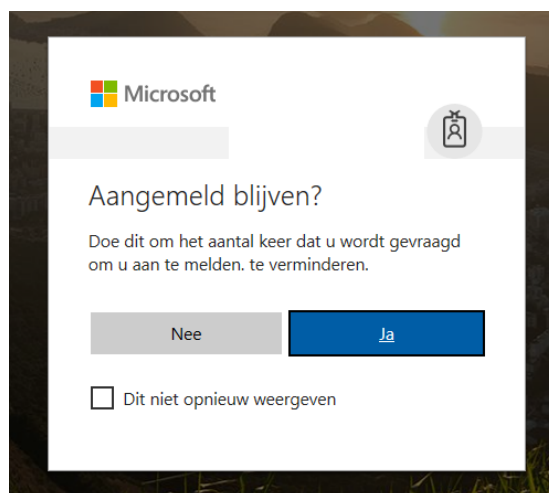 Microsoft
Aangemeld blijven?
Doe dit om het aantal keer dat u wordt gevraagd
om u aan te melden. te verminderen.
Nee
Ja
Dit niet opnieuw weergeven